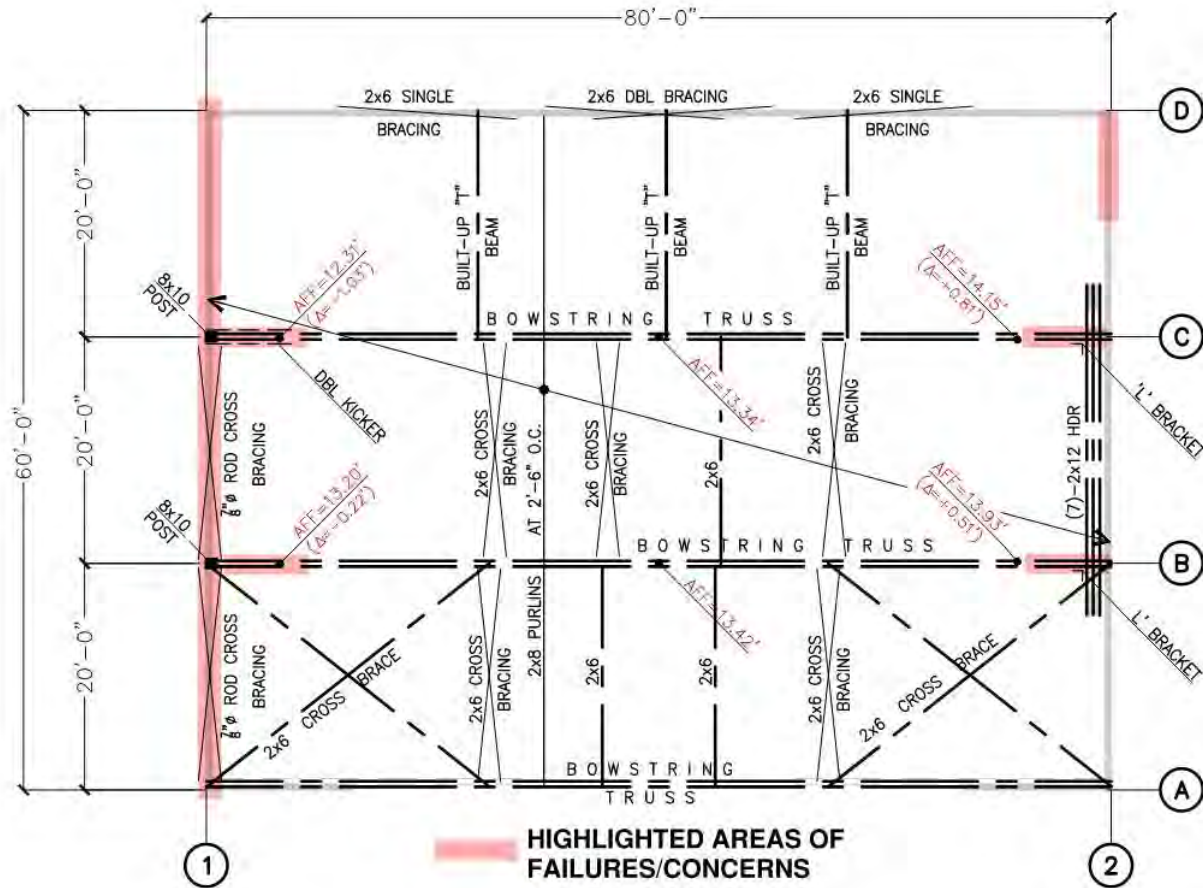 80'-0"
2x6 SINGLE
BRACING
2x6 DBL BRACING
2x6 SINGLE
BRACING
D
20'-0"
BUILT-UP "T"
BEAM
BUILT-UP "T"
BEAM
BUILT-UP "T"
BEAM
8x10
POST
AFF=12.31'
(Δ=-1.03')
AFF=14.15'
(Δ=+0.81')
BOWSTRING TRUSS
C
60'-0"
20'-0"
7"ø ROD CROSS
8
BRACING
DBL KICKER
2x6 CROSS
BRACING
AT 2'-6" O.C.
2x6 CROSS
BRACING
AFF=13.34'
2x6
2x6 CROSS
BRACING
(7)-2x12 HDR
'L' BRACKET
8x10
POST
AFF=13.20'
(Δ=-0.22')
AFF=13.93'
(Δ=+0.51')
BOWSTRING TRUSS
B
20'-0"
7"ø ROD CROSS
8
BRACING
2x6 CROSS BRACE
2x6 CROSS
BRACING
2x8 PURLINS
2x6
2x6
AFF=13.42'
2x6 CROSS
BRACING
2x6 CROSS BRACE
L' BRACKET
BOWSTRING
TRUSS
A
1
HIGHLIGHTED AREAS OF
FAILURES/CONCERNS
2